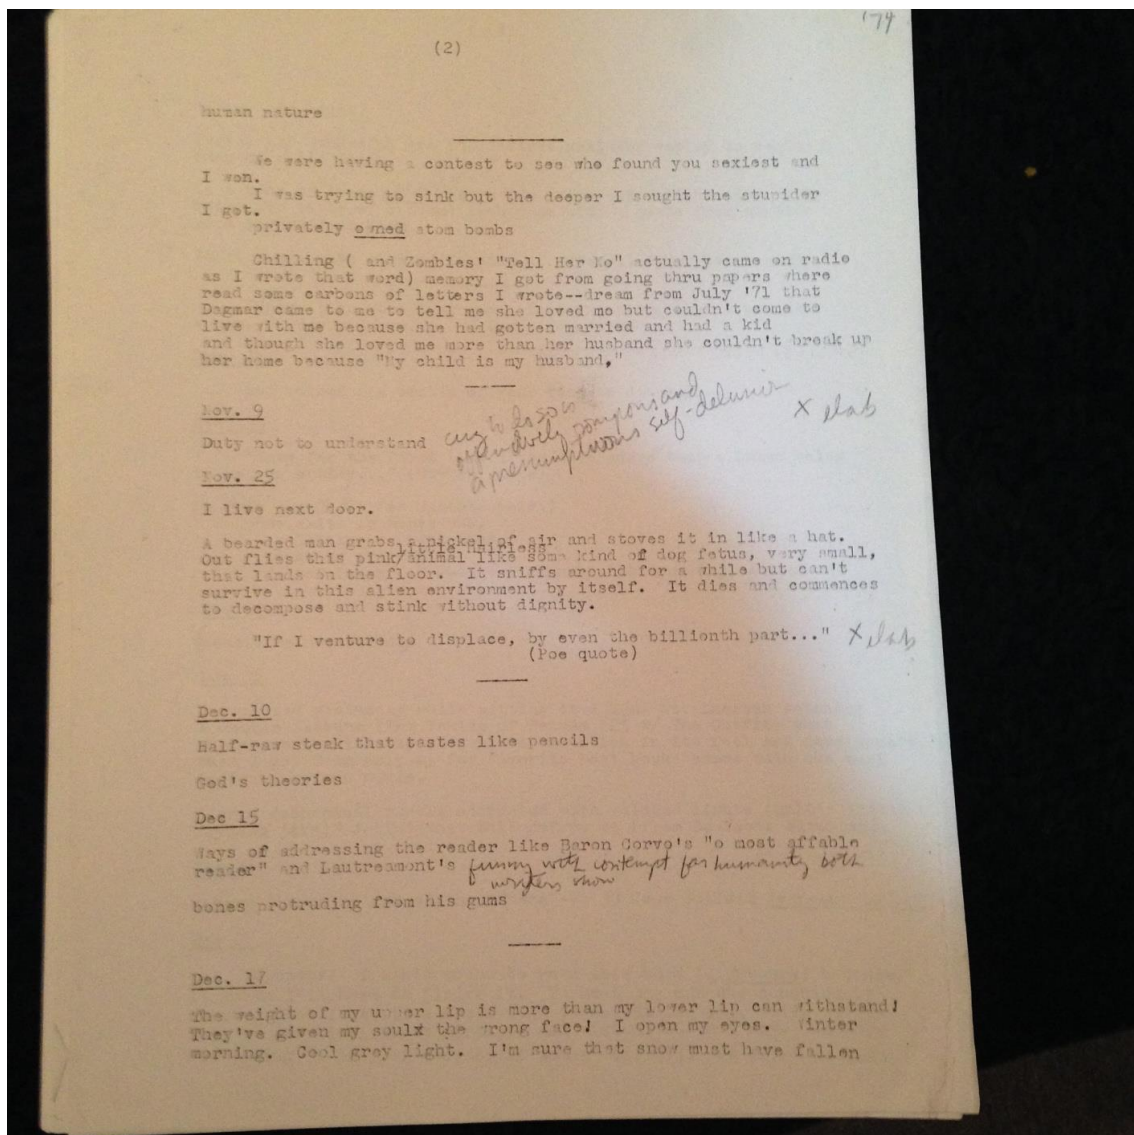 '74
(2)
human nature
We were having a contest to see who found you sexiest and
I won.
I was trying to sink but the deeper I sought the stupider
I got.
privately owned atom bombs
Chilling ( and Zombies' "Tell Her No" actually came on radio
as I wrote that word) memory I got from going thru papers where
read some carbons of letters I wrote--dream from July '71 that
Dagmar came to me to tell me she loved me but couldn't come to
live with me because she had gotten married and had a kid
and though she loved me more than her husband she couldn't break up
her home because "My child is my husband,"
Nov. 9
Duty not to understand
to do so is
offensively pompous and
a presumptuous self-delusion
X elab
Nov. 25
I live next door.
A bearded man grabs a nickel of air and stoves it in like a hat.
little hairless
Out flies this pink/animal like some kind of dog fetus, very small,
that lands on the floor. It sniffs around for a while but can't
survive in this alien environment by itself. It dies and commences
to decompose and stink without dignity.
"If I venture to displace, by even the billionth part..." X elab
(Poe quote)
Dec. 10
Half-raw steak that tastes like pencils
God's theories
Dec 15
Ways of addressing the reader like Baron Corvo's "o most affable
reader" and Lautreamont's funny with contempt for humanity both
writers show
bones protruding from his gums
Dec. 17
The weight of my upper lip is more than my lower lip can withstand!
They've given my soulx the wrong face! I open my eyes. Winter
morning. Cool grey light. I'm sure that snow must have fallen